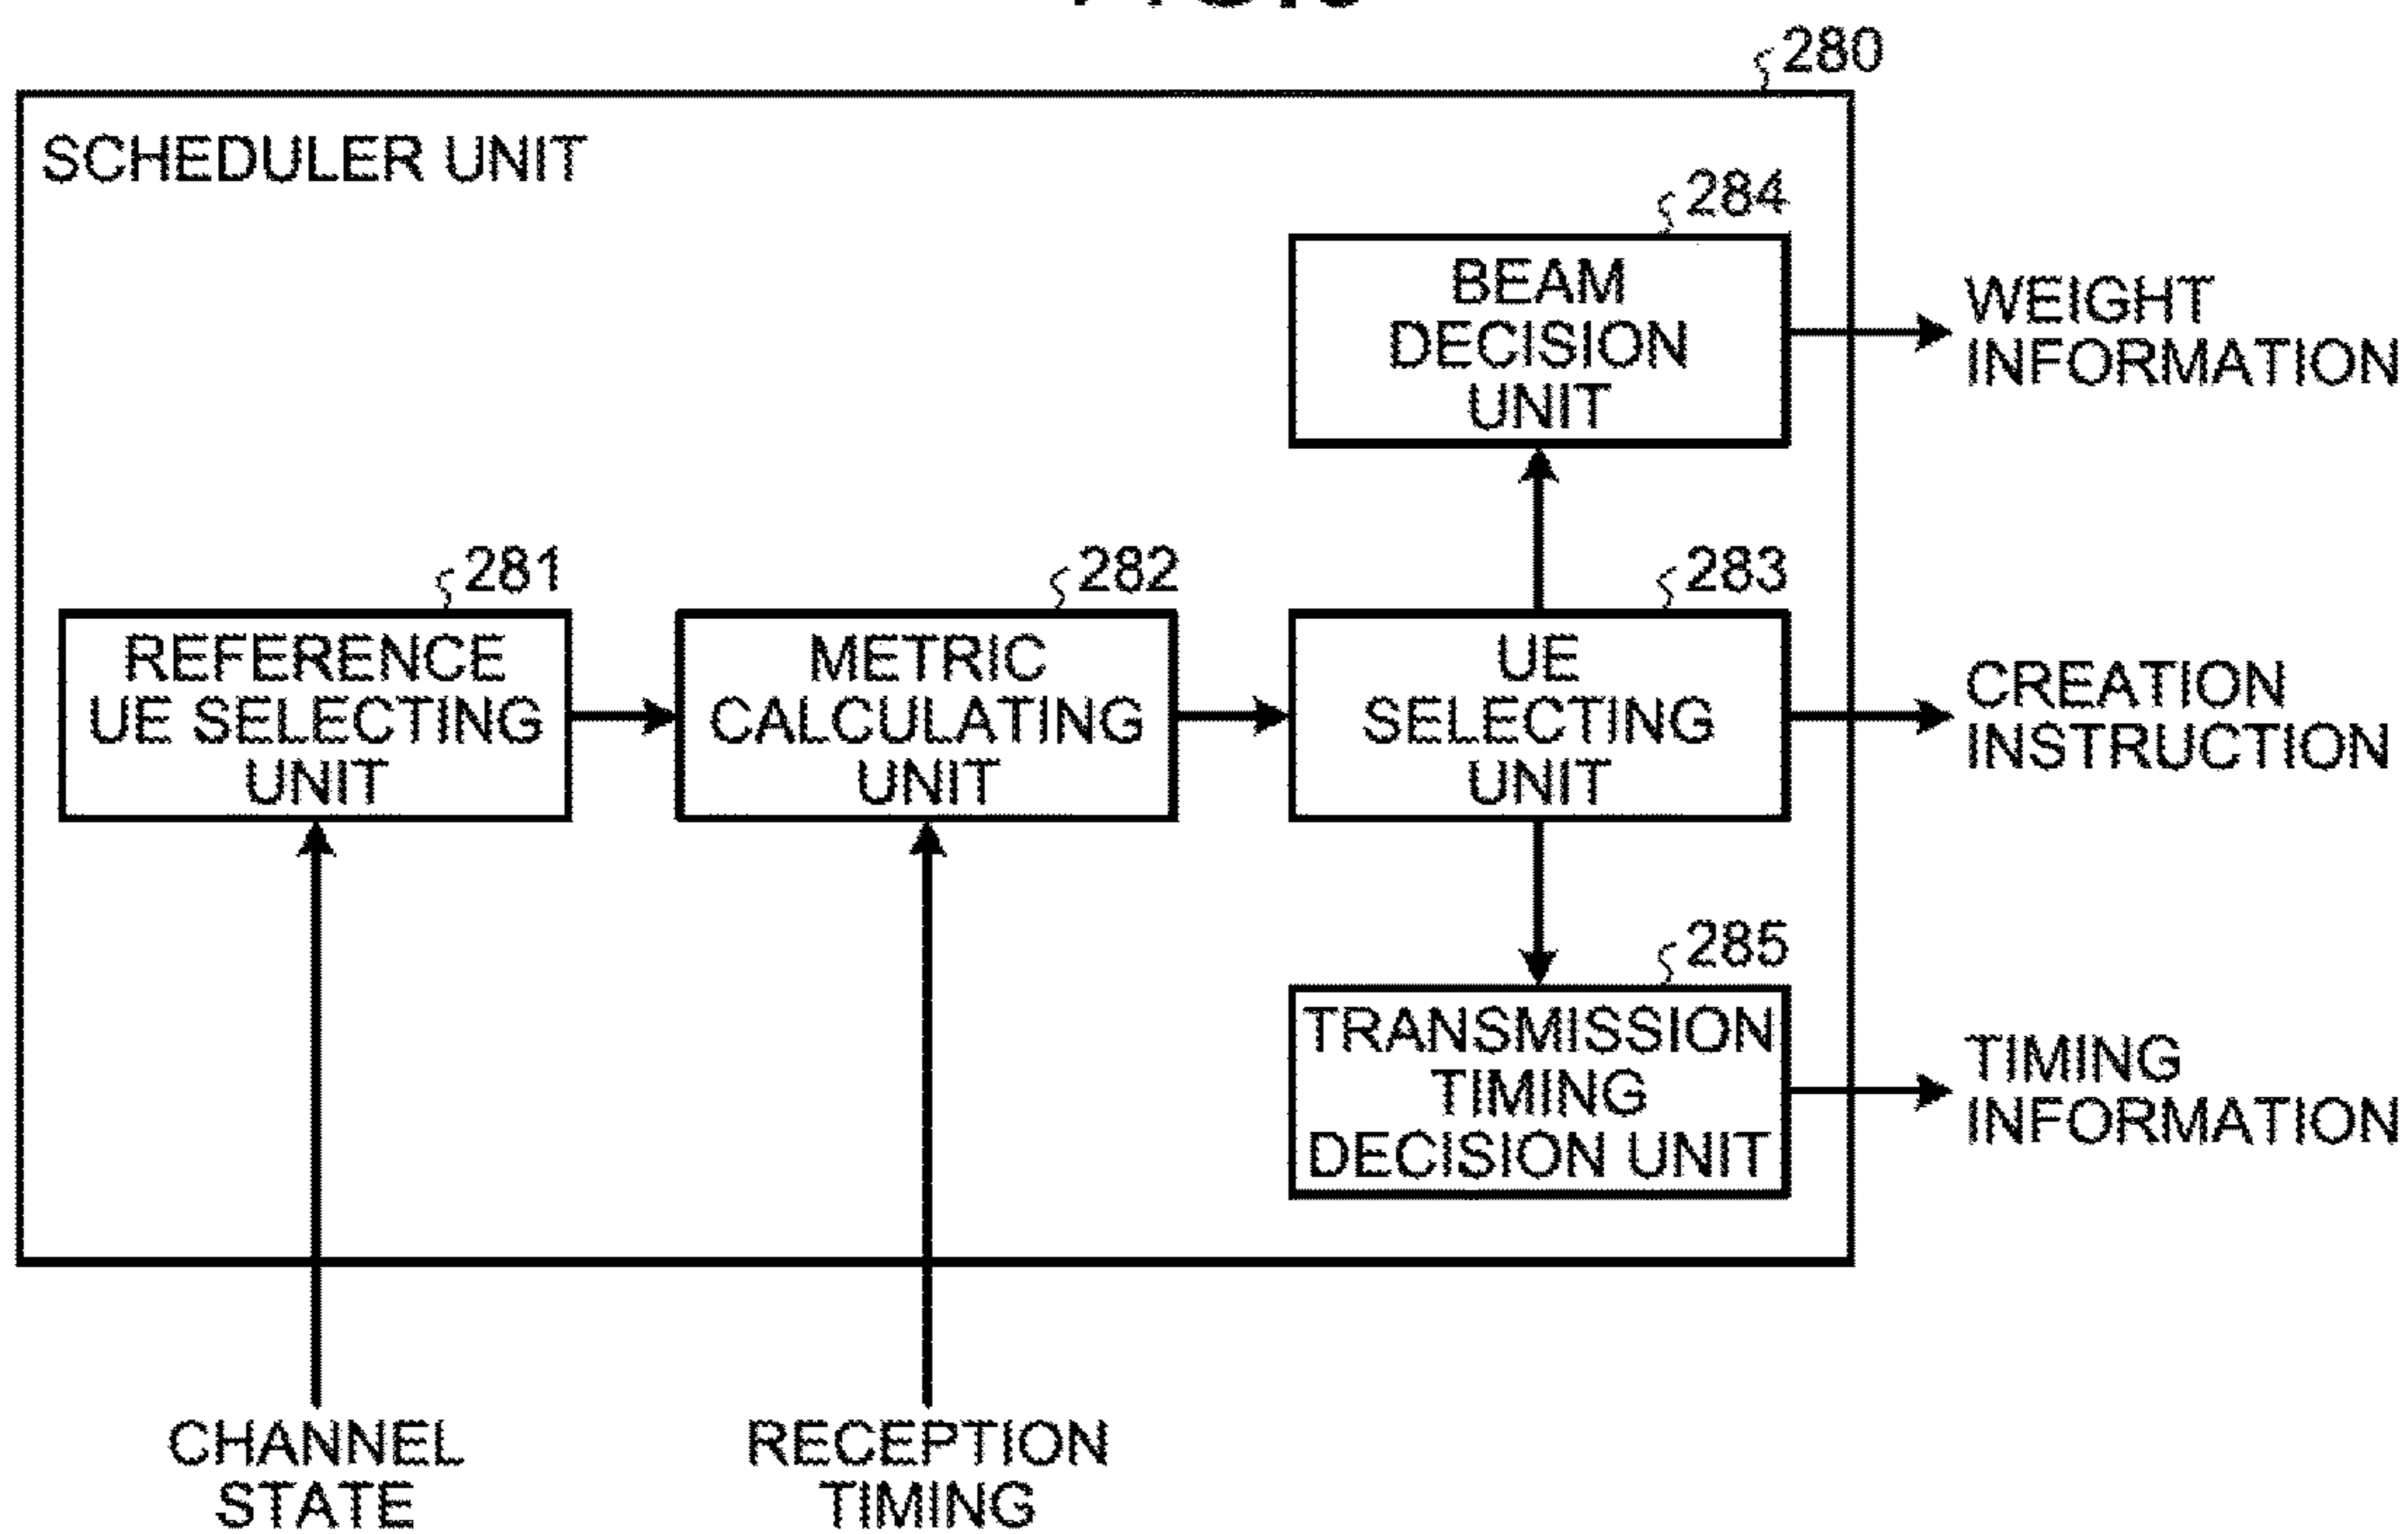 280
SCHEDULER UNIT
284
BEAM
DECISION
UNIT
WEIGHT
INFORMATION
281
REFERENCE
UE SELECTING
UNIT
282
METRIC
CALCULATING
UNIT
283
UE
SELECTING
UNIT
CREATION
INSTRUCTION
285
TRANSMISSION
TIMING
DECISION UNIT
TIMING
INFORMATION
CHANNEL
STATE
RECEPTION
TIMING